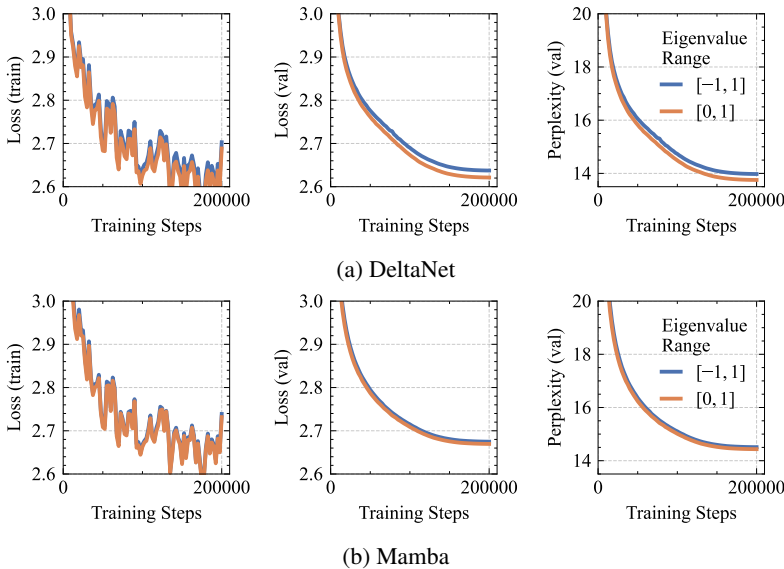 3.0
2.9
2.8
2.7
2.6
Loss (train)
0
200000
Training Steps
3.0
2.9
2.8
2.7
2.6
Loss (val)
0
200000
Training Steps
20
18
16
14
Perplexity (val)
Eigenvalue
Range
[−1, 1]
[0, 1]
0
200000
Training Steps
(a) DeltaNet
3.0
2.9
2.8
2.7
2.6
Loss (train)
0
200000
Training Steps
3.0
2.9
2.8
2.7
2.6
Loss (val)
0
200000
Training Steps
20
18
16
14
Perplexity (val)
Eigenvalue
Range
[−1, 1]
[0, 1]
0
200000
Training Steps
(b) Mamba